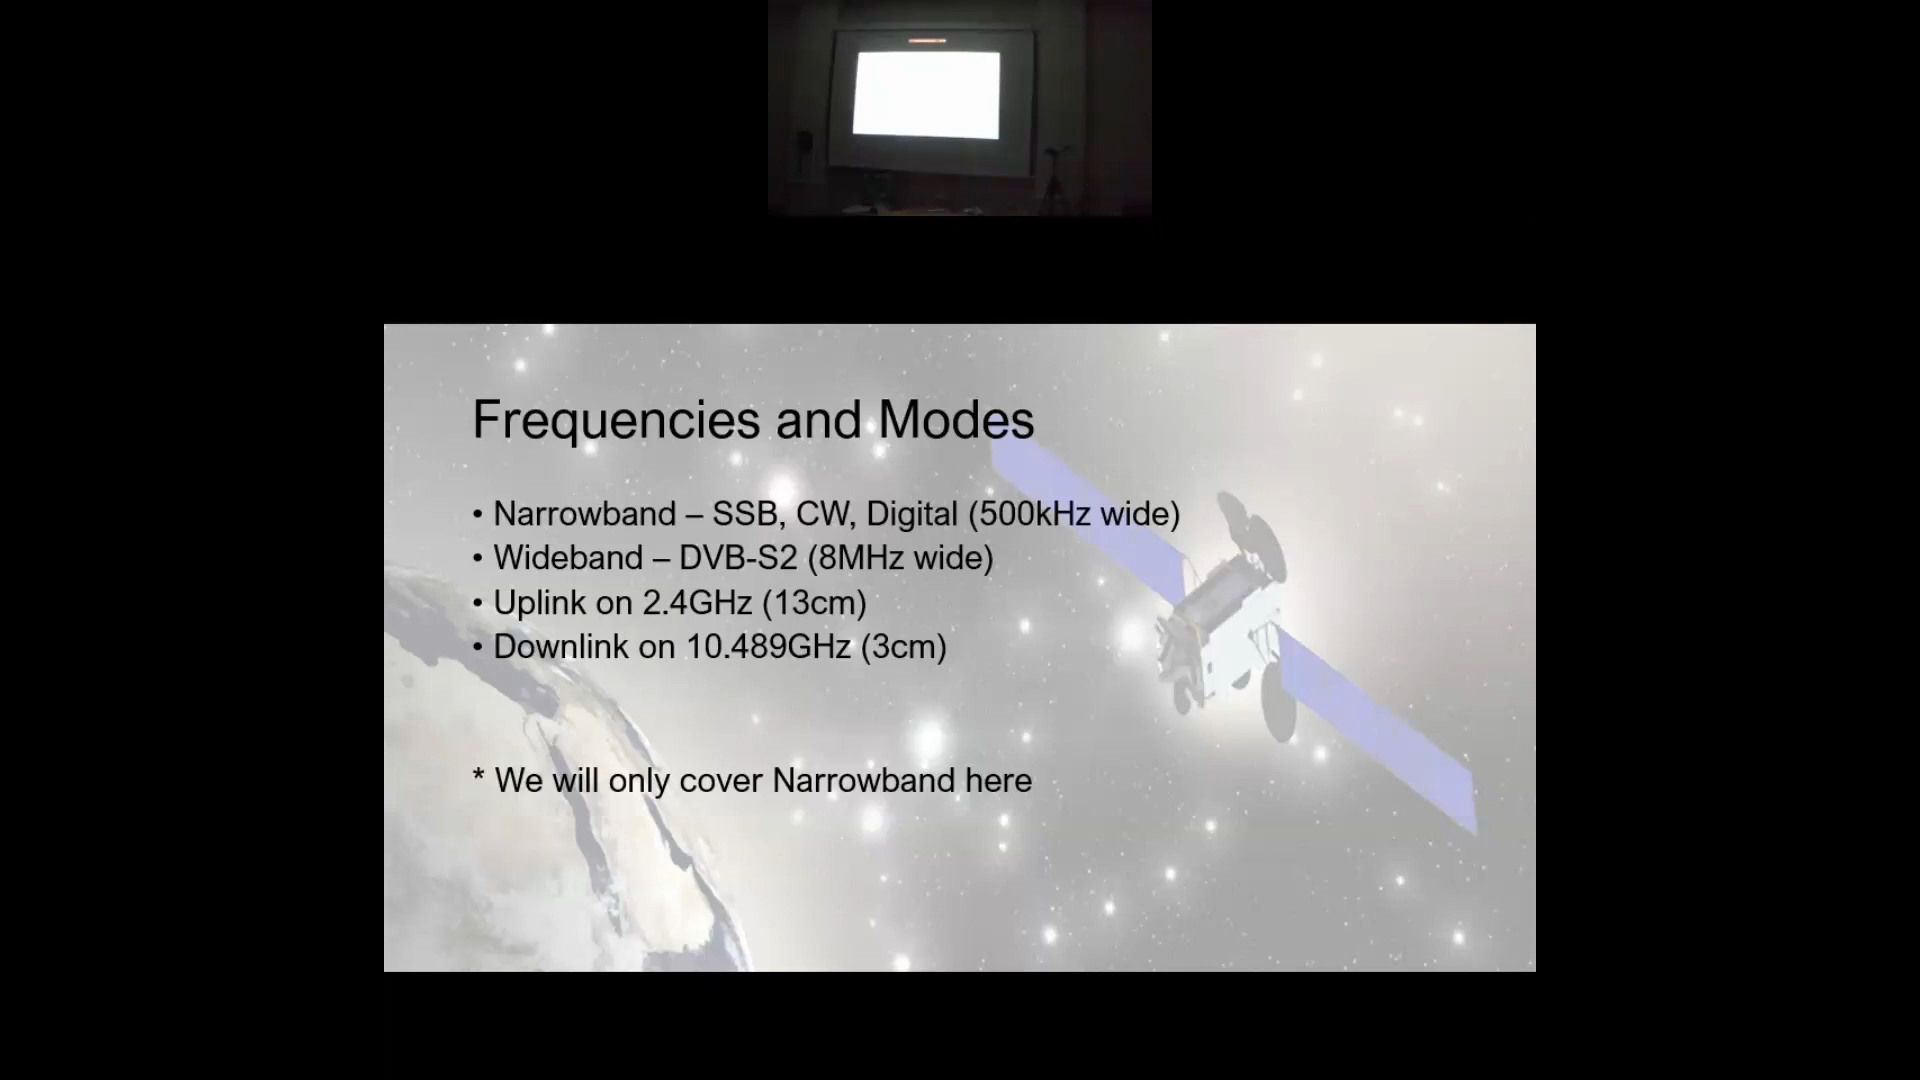 Frequencies and Modes
• Narrowband – SSB, CW, Digital (500kHz wide)
• Wideband – DVB-S2 (8MHz wide)
• Uplink on 2.4GHz (13cm)
• Downlink on 10.489GHz (3cm)
* We will only cover Narrowband here